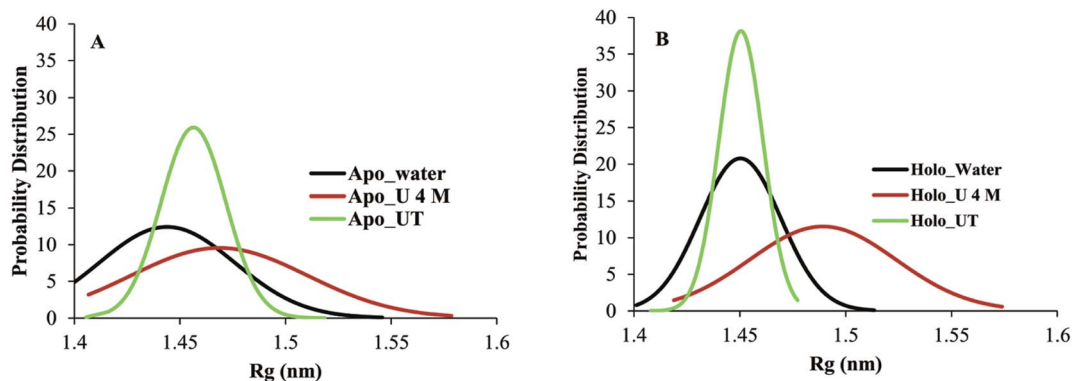 A
Probability Distribution
40
35
30
25
20
15
10
5
0
1.4
1.45
1.5
1.55
1.6
Rg (nm)
Apo_water
Apo_U 4 M
Apo_UT
B
Probability Distribution
40
35
30
25
20
15
10
5
0
1.4
1.45
1.5
1.55
1.6
Rg (nm)
Holo_Water
Holo_U 4 M
Holo_UT